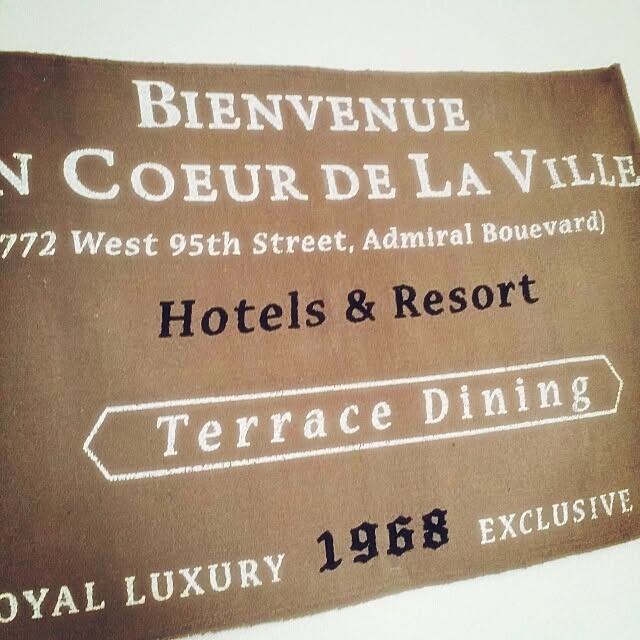 BIENVENUE
N COEUR DE LA VILLE
772 West 95th Street, Admiral Bouevard)
Hotels & Resort
Terrace Dining
OYAL LUXURY 1968 EXCLUSIVE